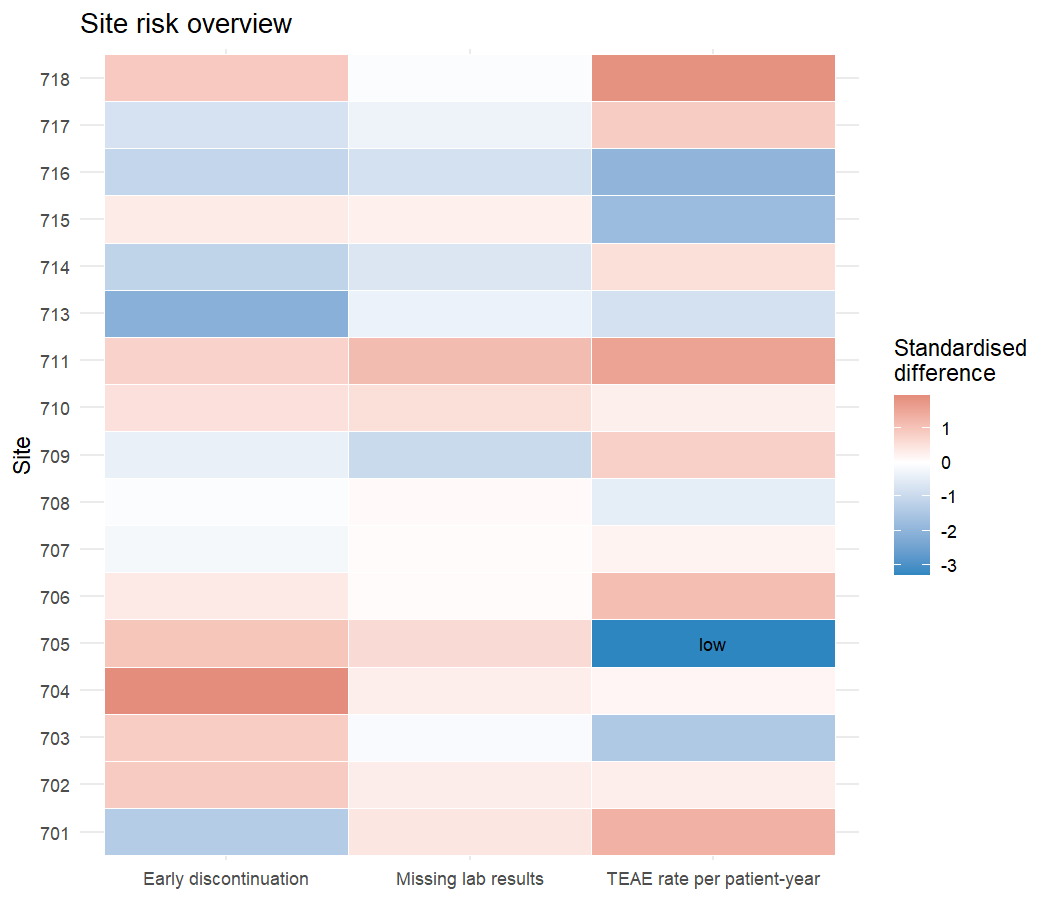 Site risk overview
718
717
716
715
714
713
711
710
709
708
707
706
705
704
703
702
701
Site
low
Early discontinuation
Missing lab results
TEAE rate per patient-year
Standardised
difference
1
0
-1
-2
-3